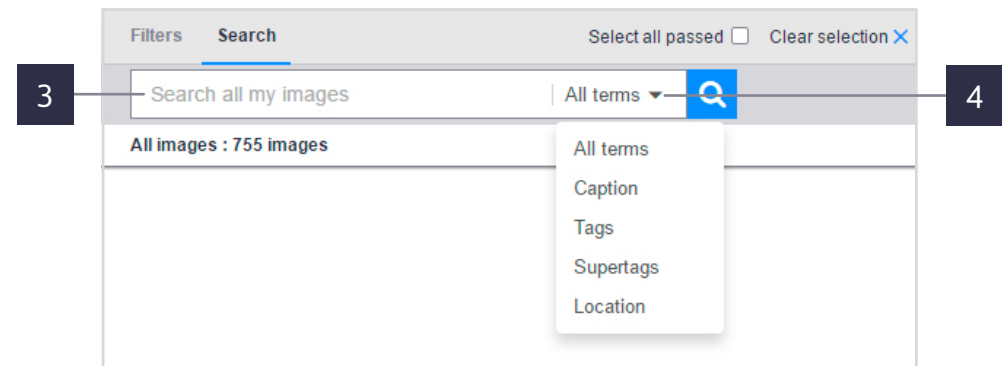 Filters Search Select all passed Clear selection
3 Search all my images All terms 4
All images : 755 images
All terms
Caption
Tags
Supertags
Location